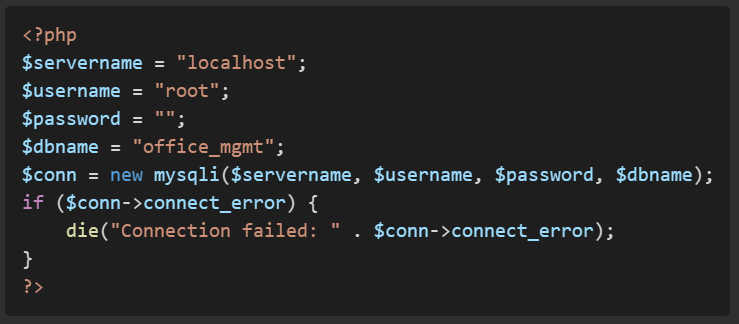 <?php
$servername = "localhost";
$username = "root";
$password = "";
$dbname = "office_mgmt";
$conn = new mysqli($servername, $username, $password, $dbname);
if ($conn->connect_error) {
    die("Connection failed: " . $conn->connect_error);
}
?>